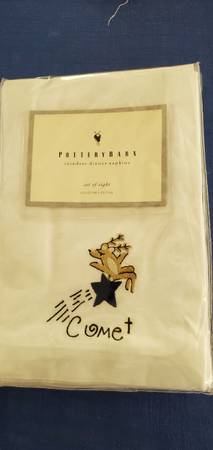 POTTERYBARN
reindeer dinner napkins
set of eight
Comet